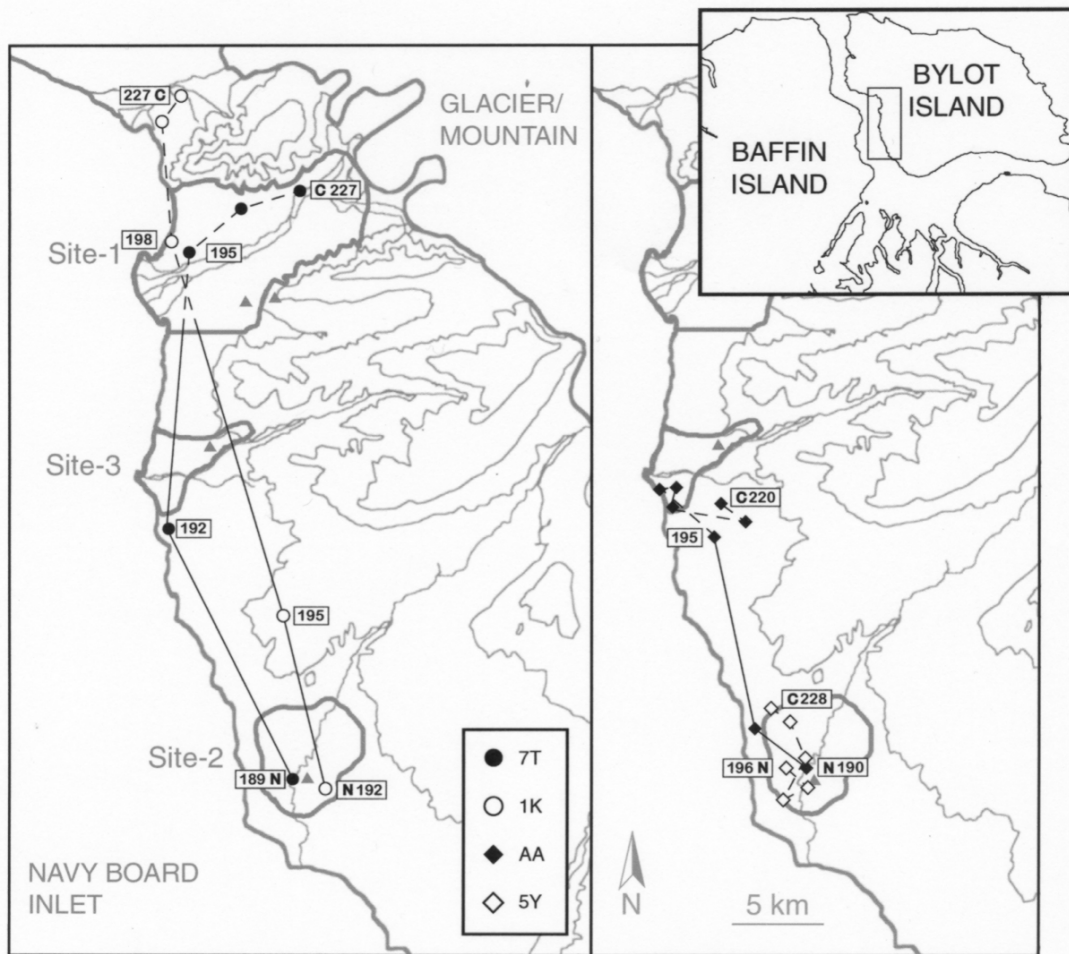 227 C
GLACIER/
MOUNTAIN
C 227
198
195
Site-1
Site-3
192
195
Site-2
189 N
N 192
NAVY BOARD
INLET
7T
1K
AA
5Y
BYLOT
ISLAND
BAFFIN
ISLAND
C 220
195
C 228
196 N
N 190
N
5 km